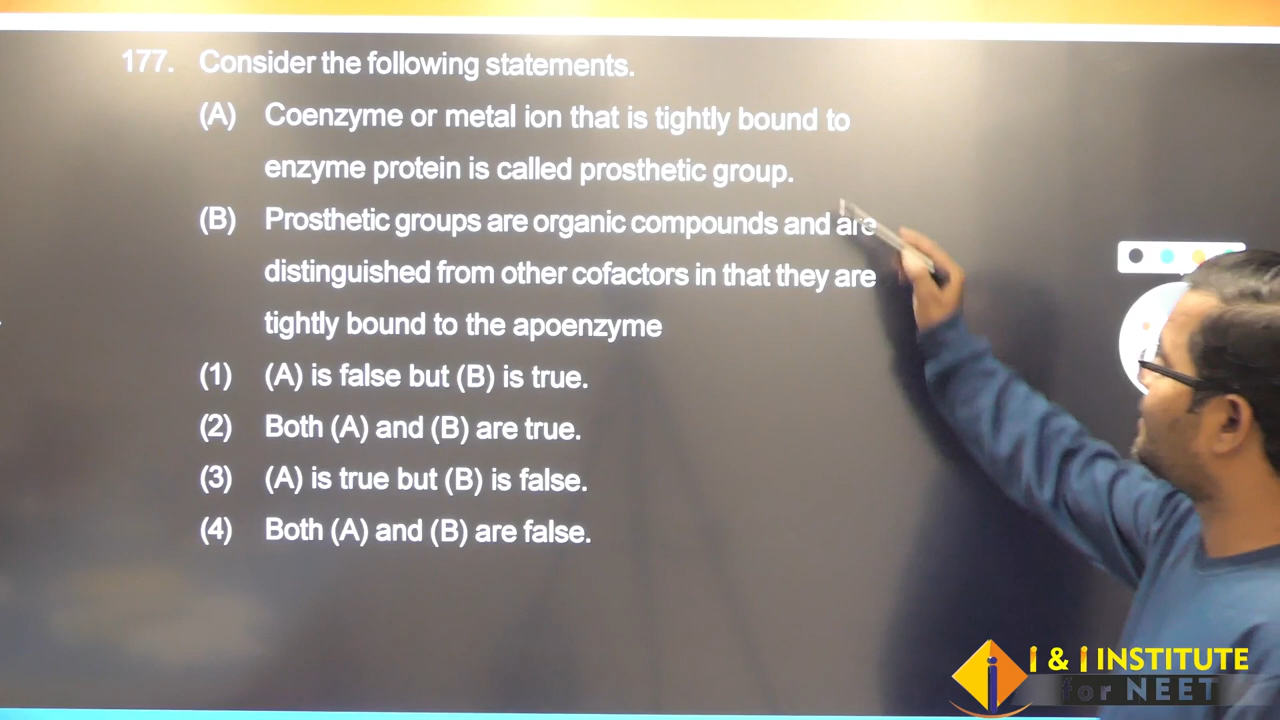 177. Consider the following statements.
(A) Coenzyme or metal ion that is tightly bound to
enzyme protein is called prosthetic group.
(B) Prosthetic groups are organic compounds and are
distinguished from other cofactors in that they are
tightly bound to the apoenzyme
(1) (A) is false but (B) is true.
(2) Both (A) and (B) are true.
(3) (A) is true but (B) is false.
(4) Both (A) and (B) are false.
i & i INSTITUTE
for NEET